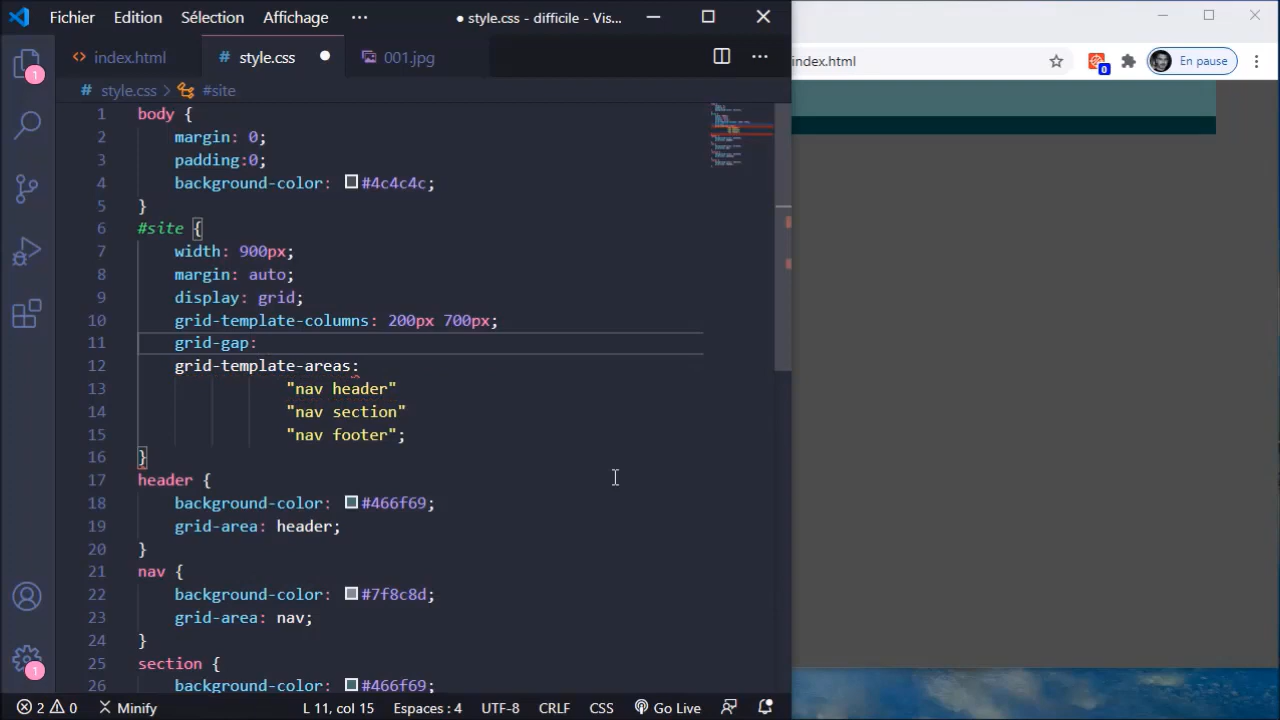 Fichier Edition Sélection Affichage ··· ● style.css - difficile - Vis...
index.html style.css 001.jpg
style.css > #site
1 body {
2 margin: 0;
3 padding:0;
4 background-color: #4c4c4c;
5 }
6 #site {
7 width: 900px;
8 margin: auto;
9 display: grid;
10 grid-template-columns: 200px 700px;
11 grid-gap:
12 grid-template-areas:
13 "nav header"
14 "nav section"
15 "nav footer";
16 }
17 header {
18 background-color: #466f69;
19 grid-area: header;
20 }
21 nav {
22 background-color: #7f8c8d;
23 grid-area: nav;
24 }
25 section {
26 background-color: #466f69;
1
1
2 0 Minify L 11, col 15 Espaces : 4 UTF-8 CRLF CSS Go Live
index.html 0 En pause